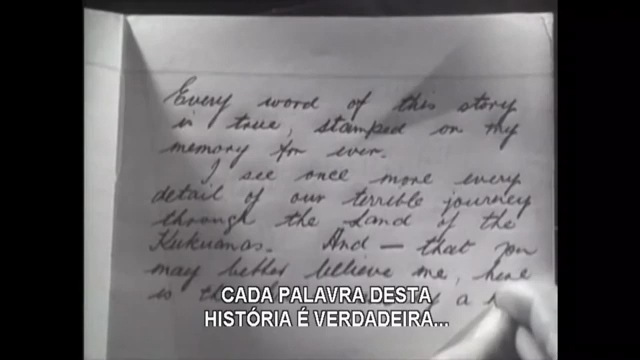 Every word of this story
is true, stamped on my
memory for ever.
I see once more every
detail of our terrible journey
through the Land of the
Kukuanas. And — that you
may better believe me, here
is the
CADA PALAVRA DESTA
HISTÓRIA É VERDADEIRA...